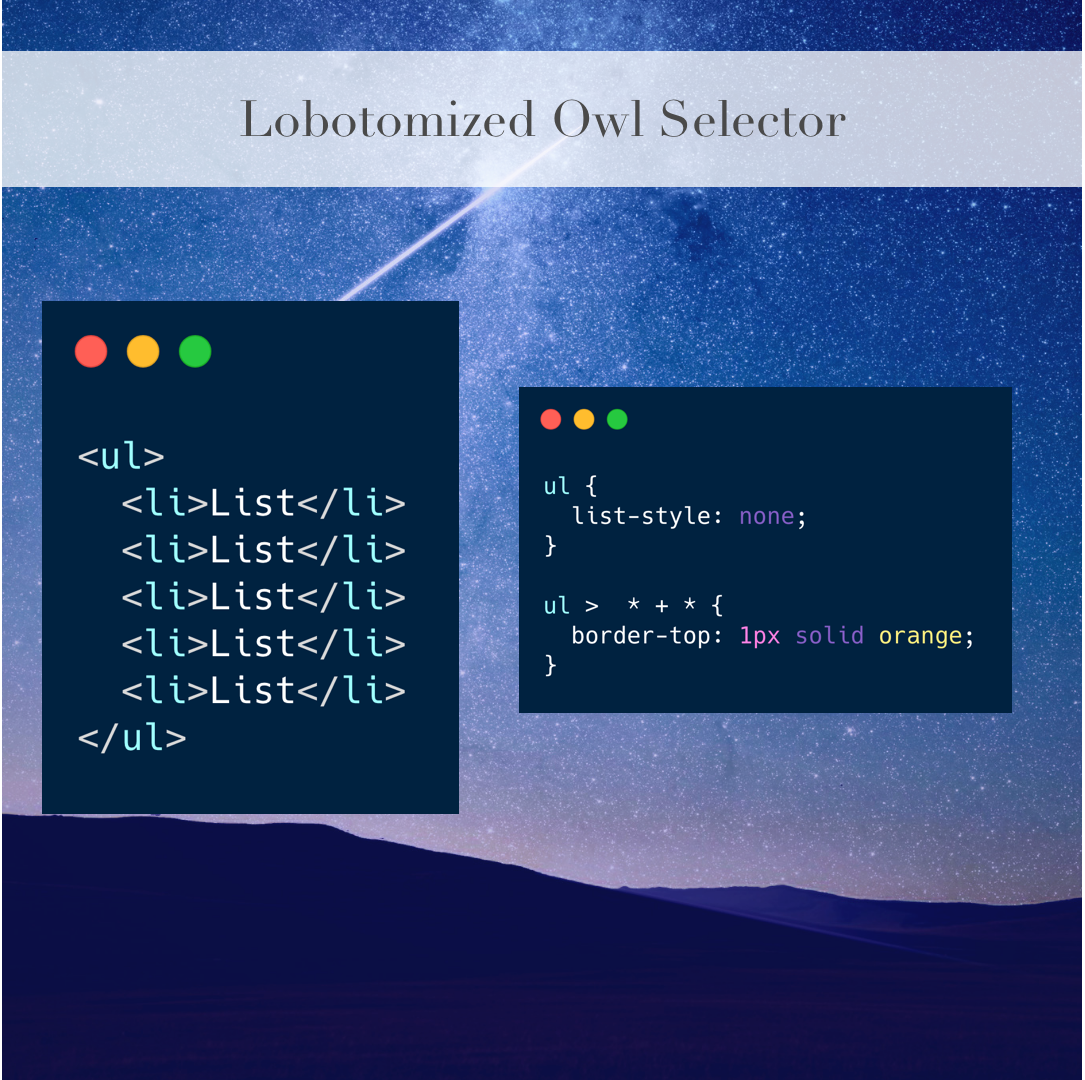 Lobotomized Owl Selector
<ul>
  <li>List</li>
  <li>List</li>
  <li>List</li>
  <li>List</li>
  <li>List</li>
</ul>
ul {
  list-style: none;
}
ul >  * + * {
  border-top: 1px solid orange;
}